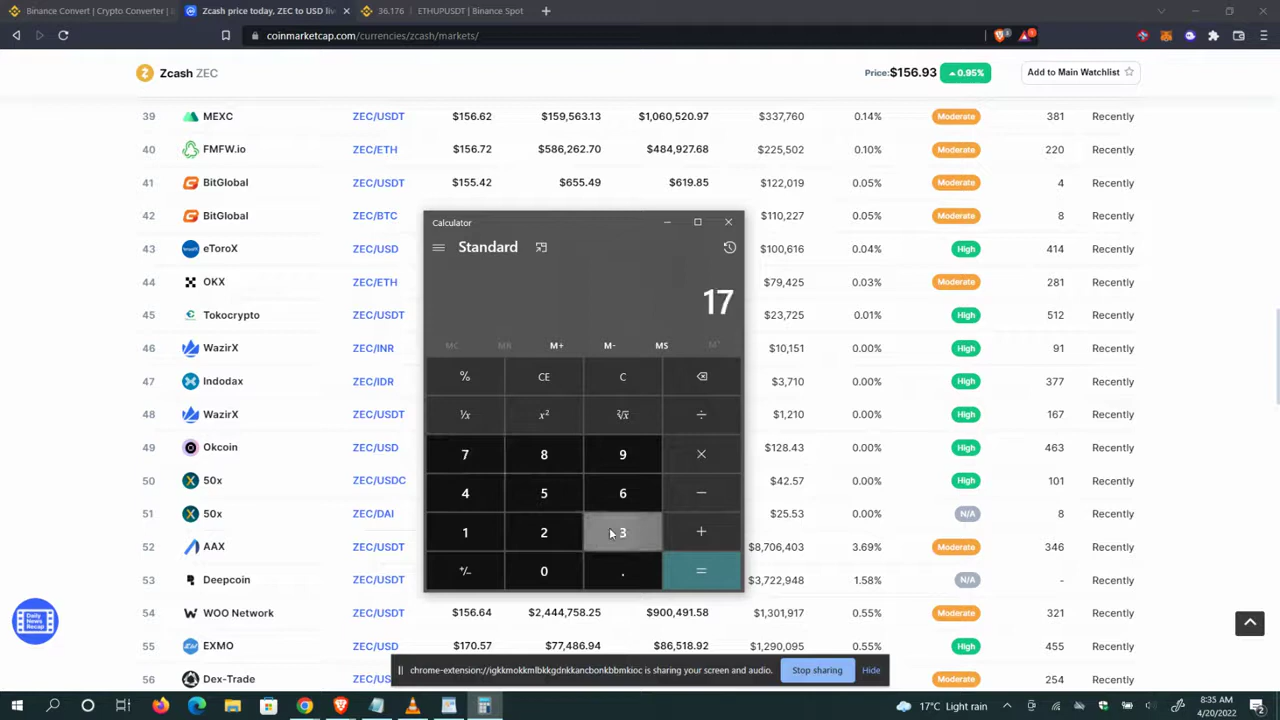 Binance Convert | Crypto Converter |
Zcash price today, ZEC to USD live
36.176 | ETHUPUSDT | Binance Spot
coinmarketcap.com/currencies/zcash/markets/
Zcash ZEC
Price: $156.93 0.95% Add to Main Watchlist
39 MEXC ZEC/USDT $156.62 $159,563.13 $1,060,520.97 $337,760 0.14% Moderate 381 Recently
40 FMFW.io ZEC/ETH $156.72 $586,262.70 $484,927.68 $225,502 0.10% Moderate 220 Recently
41 BitGlobal ZEC/USDT $155.42 $655.49 $619.85 $122,019 0.05% Moderate 4 Recently
42 BitGlobal ZEC/BTC $110,227 0.05% Moderate 8 Recently
43 eToroX ZEC/USD $100,616 0.04% High 414 Recently
44 OKX ZEC/ETH $79,425 0.03% Moderate 281 Recently
45 Tokocrypto ZEC/USDT $23,725 0.01% High 512 Recently
46 WazirX ZEC/INR $10,151 0.00% High 91 Recently
47 Indodax ZEC/IDR $3,710 0.00% High 377 Recently
48 WazirX ZEC/USDT $1,210 0.00% High 167 Recently
49 Okcoin ZEC/USD $128.43 0.00% High 463 Recently
50 50x ZEC/USDC $42.57 0.00% High 101 Recently
51 50x ZEC/DAI $25.53 0.00% N/A 8 Recently
52 AAX ZEC/USDT $8,706,403 3.69% Moderate 346 Recently
53 Deepcoin ZEC/USDT $3,722,948 1.58% N/A - Recently
54 WOO Network ZEC/USDT $156.64 $2,444,758.25 $900,491.58 $1,301,917 0.55% Moderate 321 Recently
55 EXMO ZEC/USD $170.57 $77,486.94 $86,518.92 $1,290,095 0.55% High 455 Recently
56 Dex-Trade ZEC/US Moderate 254 Recently
Calculator
Standard
17
MC MR M+ M- MS M˅
% CE C
¹/x x² ²√x ÷
7 8 9 ×
4 5 6 −
1 2 3 +
+/− 0 . =
Daily
News
Recap
chrome-extension://igkkmokkmlbkkgdnkkancbonkbbmkioc is sharing your screen and audio. Stop sharing Hide
17°C Light rain
8:35 AM
4/20/2022